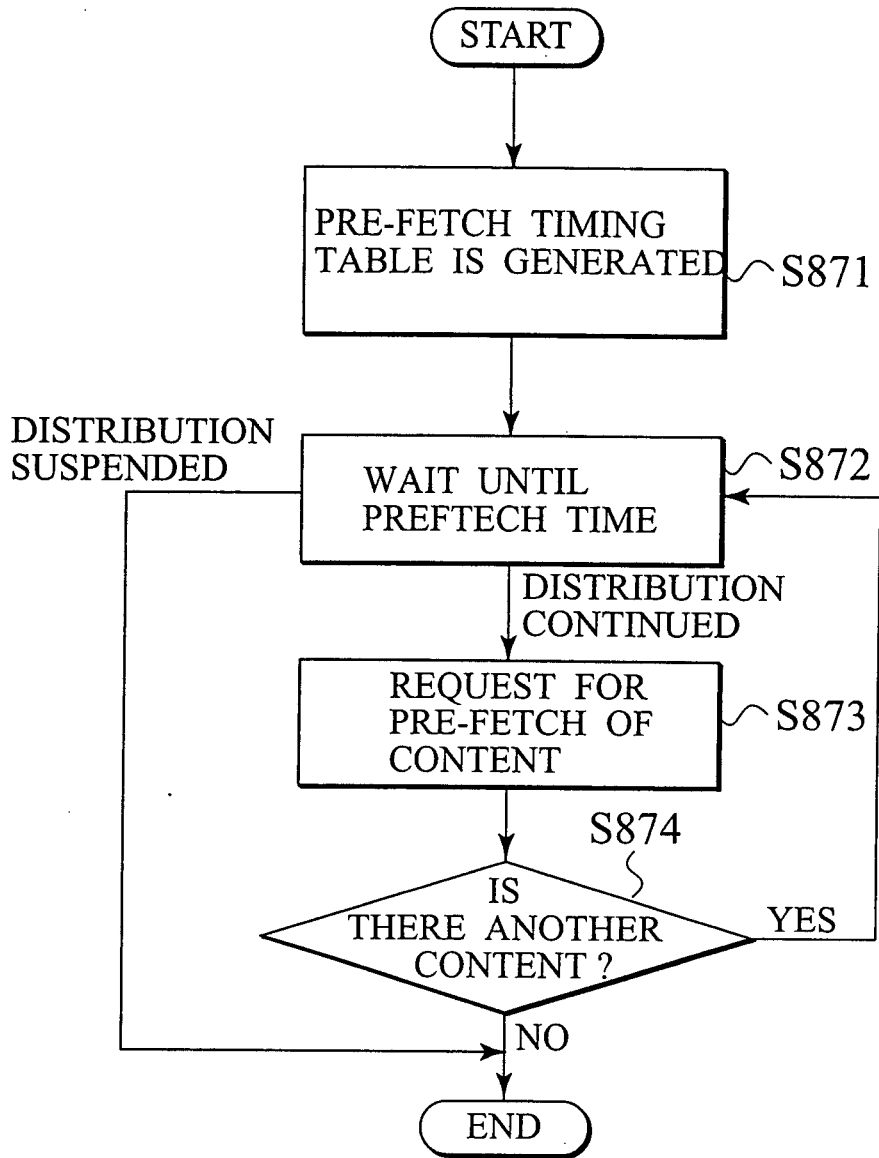 START
PRE-FETCH TIMING
TABLE IS GENERATED
S871
DISTRIBUTION
SUSPENDED
S872
WAIT UNTIL
PREFTECH TIME
DISTRIBUTION
CONTINUED
REQUEST FOR
PRE-FETCH OF
CONTENT
S873
S874
IS
THERE ANOTHER
CONTENT ?
YES
NO
END